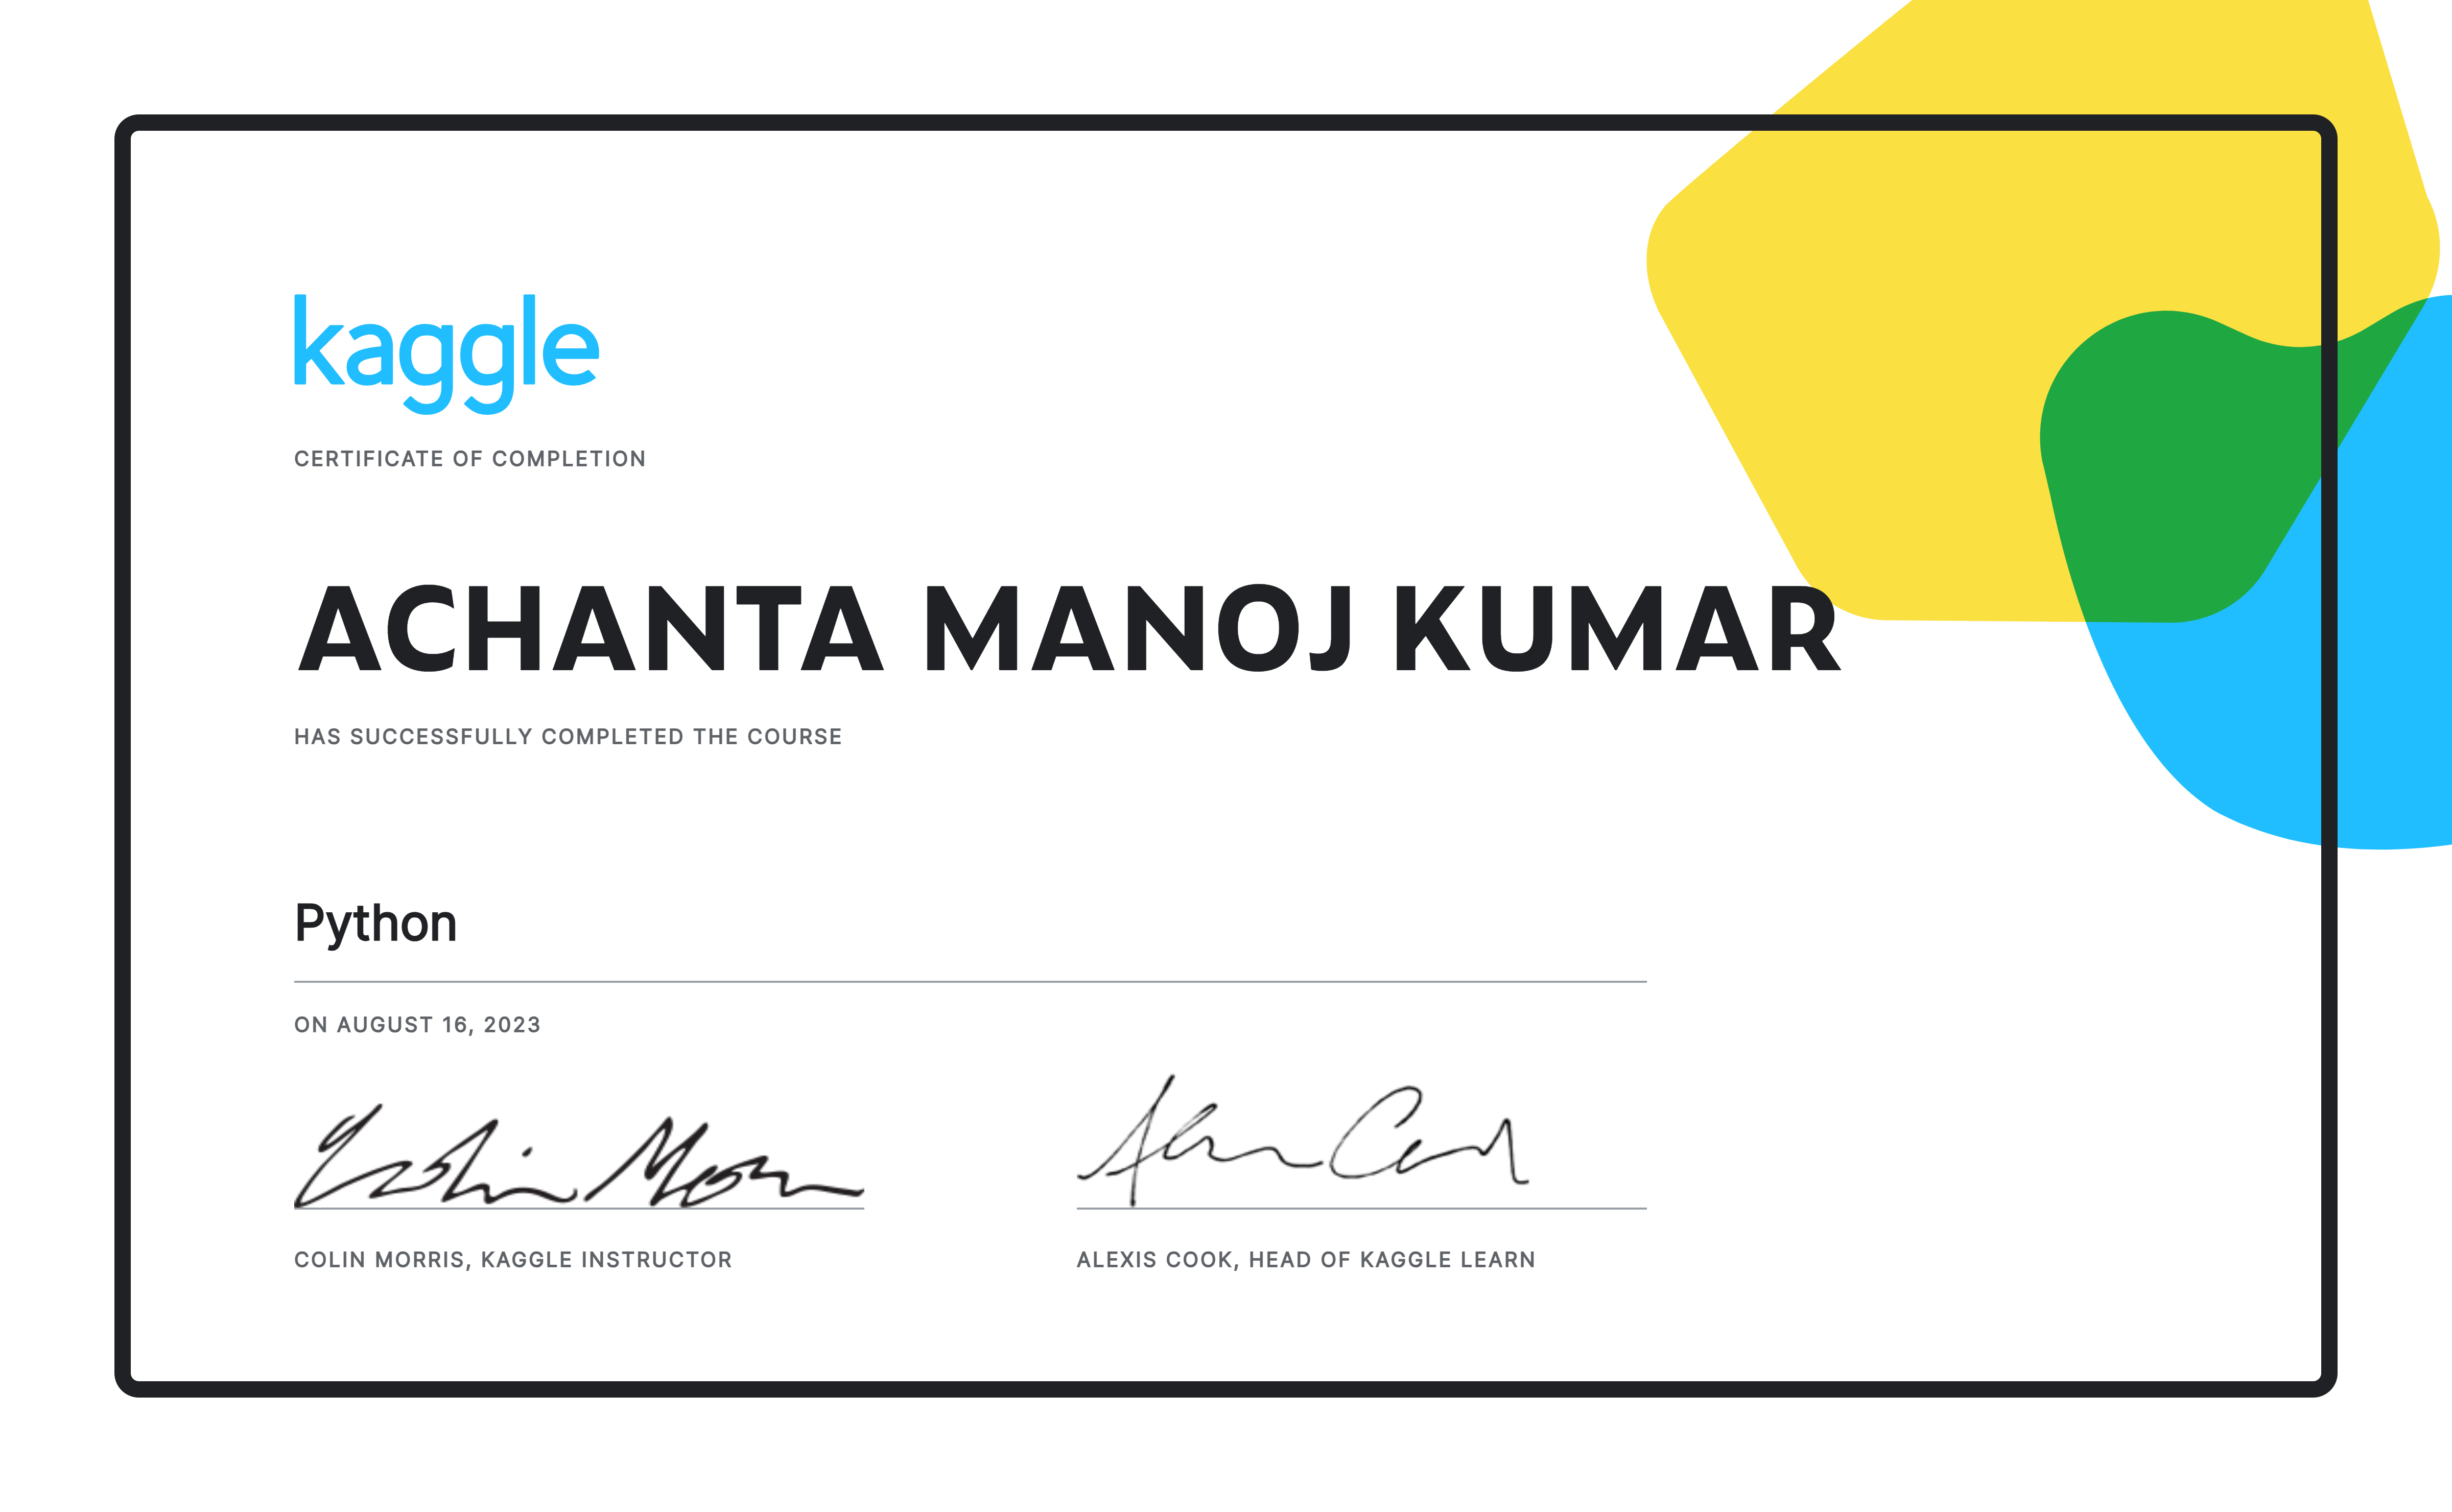 kaggle
CERTIFICATE OF COMPLETION
ACHANTA MANOJ KUMAR
HAS SUCCESSFULLY COMPLETED THE COURSE
Python
ON AUGUST 16, 2023
COLIN MORRIS, KAGGLE INSTRUCTOR
ALEXIS COOK, HEAD OF KAGGLE LEARN